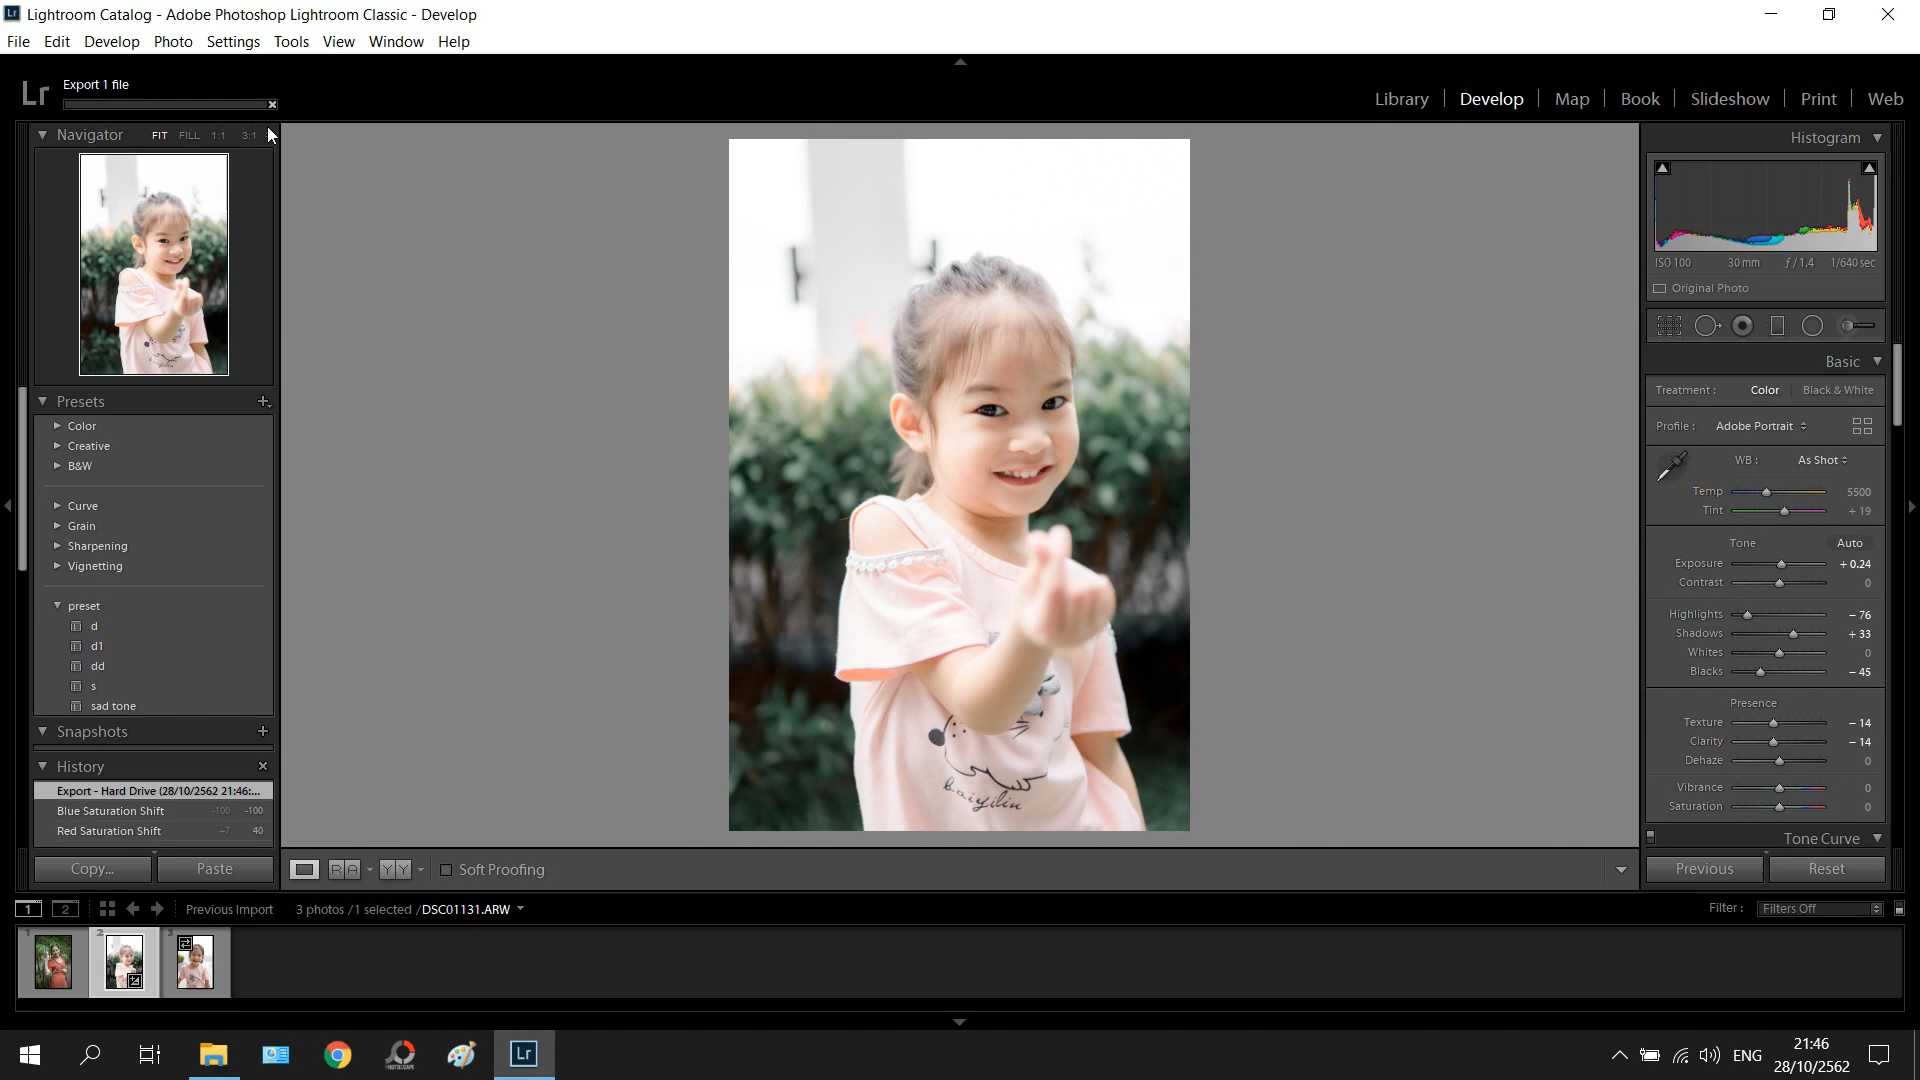 Lightroom Catalog - Adobe Photoshop Lightroom Classic - Develop
File Edit Develop Photo Settings Tools View Window Help
Lr Export 1 file
Library Develop Map Book Slideshow Print Web
Navigator FIT FILL 1:1 3:1
Histogram
ISO 100 30 mm f / 1.4 1/640 sec
Original Photo
Basic
Treatment : Color Black & White
Profile : Adobe Portrait
WB : As Shot
Temp 5500
Tint + 19
Tone Auto
Exposure + 0.24
Contrast 0
Highlights - 76
Shadows + 33
Whites 0
Blacks - 45
Presence
Texture - 14
Clarity - 14
Dehaze 0
Vibrance 0
Saturation 0
Tone Curve
Previous Reset
Presets
Color
Creative
B&W
Curve
Grain
Sharpening
Vignetting
preset
d
d1
dd
s
sad tone
Snapshots
History
Export - Hard Drive (28/10/2562 21:46:...
Blue Saturation Shift -100 -100
Red Saturation Shift +7 40
Copy... Paste
baiyilin
R A Y Y Soft Proofing
1 2 Previous Import 3 photos /1 selected /DSC01131.ARW
Filter : Filters Off
1 2 3
PHOTOSCAPE
Lr
ENG
21:46
28/10/2562